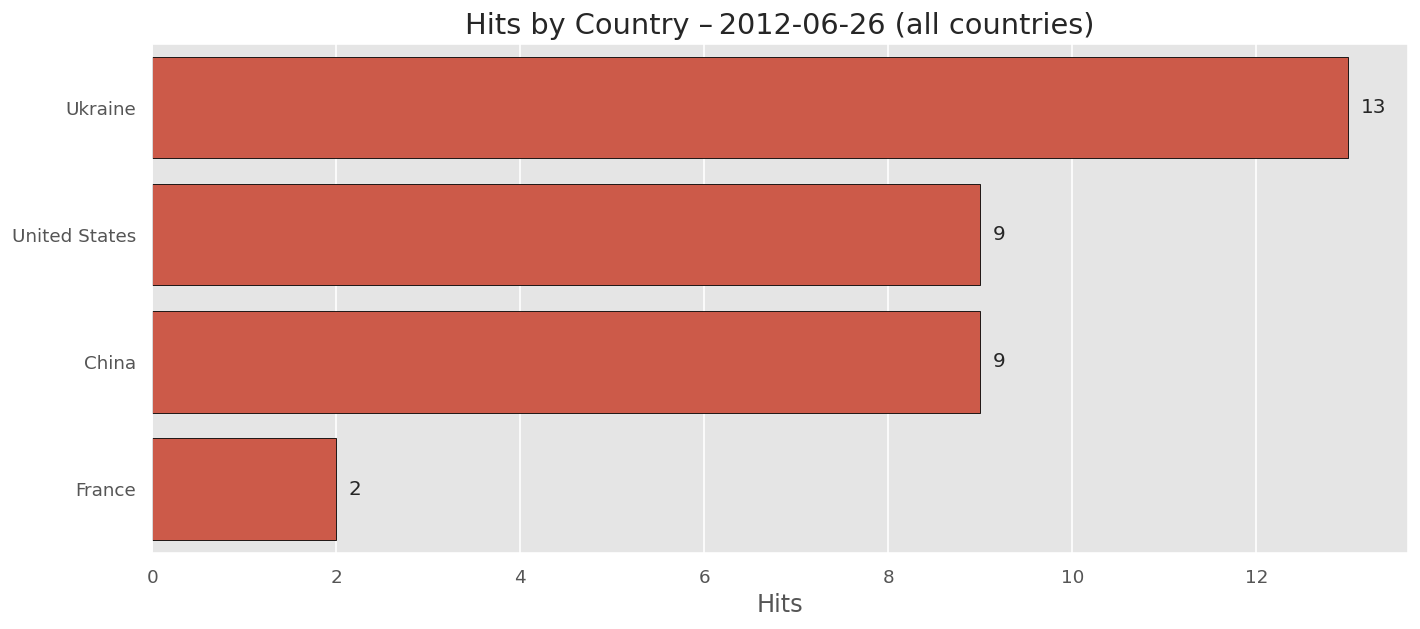 Hits by Country – 2012-06-26 (all countries)
Ukraine
13
United States
9
China
9
France
2
0 2 4 6 8 10 12
Hits